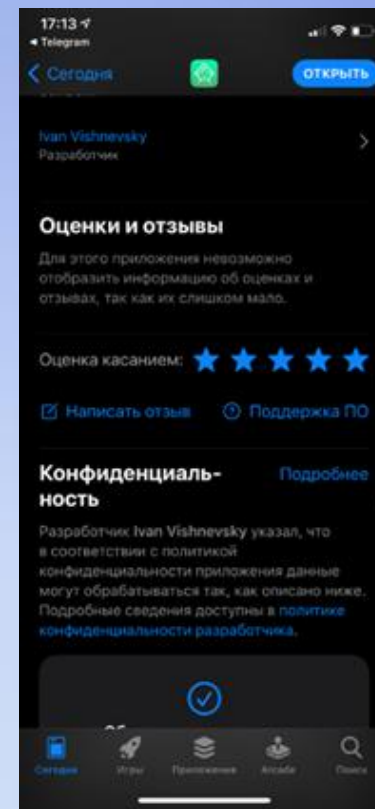 17:13
Telegram
Сегодня
ОТКРЫТЬ
Ivan Vishnevsky
Разработчик
Оценки и отзывы
Для этого приложения невозможно
отобразить информацию об оценках и
отзывах, так как их слишком мало.
Оценка касанием:
Написать отзыв
Поддержка ПО
Конфиденциаль-
ность
Подробнее
Разработчик Ivan Vishnevsky указал, что
в соответствии с политикой
конфиденциальности приложения данные
могут обрабатываться так, как описано ниже.
Подробные сведения доступны в политике
конфиденциальности разработчика.
Сегодня
Игры
Приложения
Arcade
Поиск